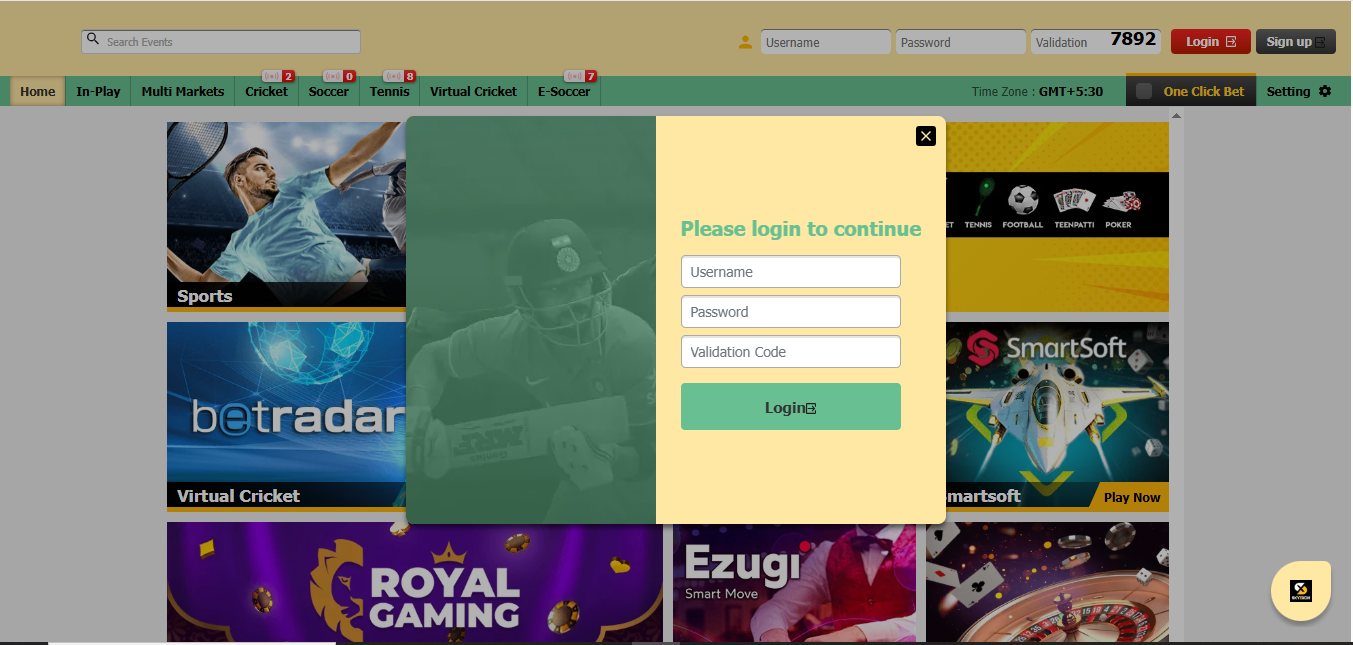 Search Events
Username
Password
Validation
7892
Login
Sign up
2
0
8
7
Home
In-Play
Multi Markets
Cricket
Soccer
Tennis
Virtual Cricket
E-Soccer
Time Zone : GMT+5:30
One Click Bet
Setting
Please login to continue
Username
Password
Validation Code
Login
Sports
ET
TENNIS
FOOTBALL
TEENPATTI
POKER
betradar
Virtual Cricket
SmartSoft
martsoft
Play Now
ROYAL
GAMING
Ezugi
Smart Move